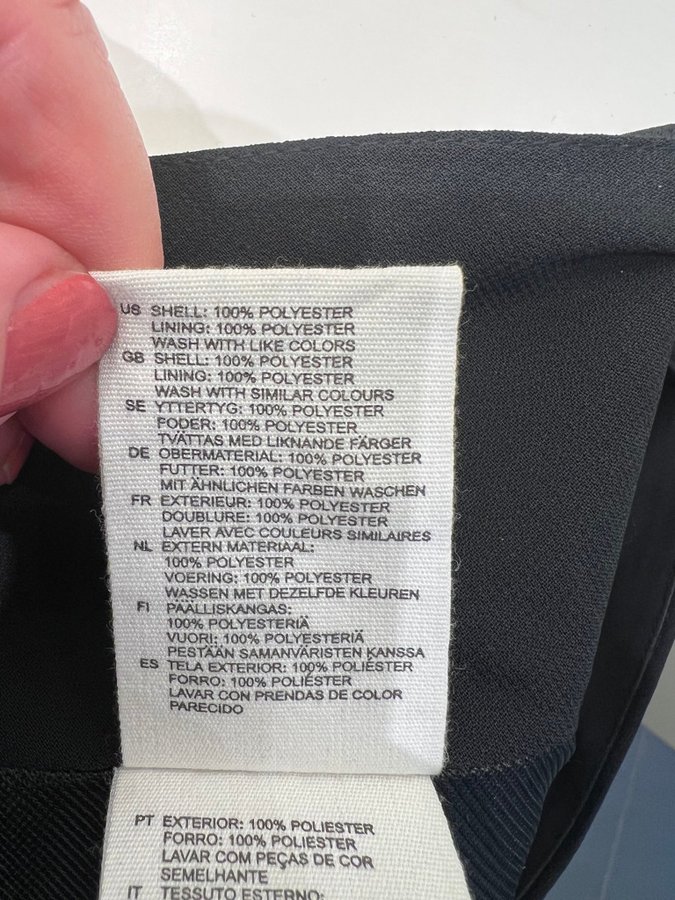 US SHELL: 100% POLYESTER
LINING: 100% POLYESTER
WASH WITH LIKE COLORS
GB SHELL: 100% POLYESTER
LINING: 100% POLYESTER
WASH WITH SIMILAR COLOURS
SE YTTERTYG: 100% POLYESTER
FODER: 100% POLYESTER
TVÄTTAS MED LIKNANDE FÄRGER
DE OBERMATERIAL: 100% POLYESTER
FUTTER: 100% POLYESTER
MIT ÄHNLICHEN FARBEN WASCHEN
FR EXTERIEUR: 100% POLYESTER
DOUBLURE: 100% POLYESTER
LAVER AVEC COULEURS SIMILAIRES
NL EXTERN MATERIAAL:
100% POLYESTER
VOERING: 100% POLYESTER
WASSEN MET DEZELFDE KLEUREN
FI PÄÄLLISKANGAS:
100% POLYESTERIÄ
VUORI: 100% POLYESTERIÄ
PESTÄÄN SAMANVÄRISTEN KANSSA
ES TELA EXTERIOR: 100% POLIÉSTER
FORRO: 100% POLIÉSTER
LAVAR CON PRENDAS DE COLOR
PARECIDO
PT EXTERIOR: 100% POLIESTER
FORRO: 100% POLIESTER
LAVAR COM PEÇAS DE COR
SEMELHANTE
IT TESSUTO ESTERNO: